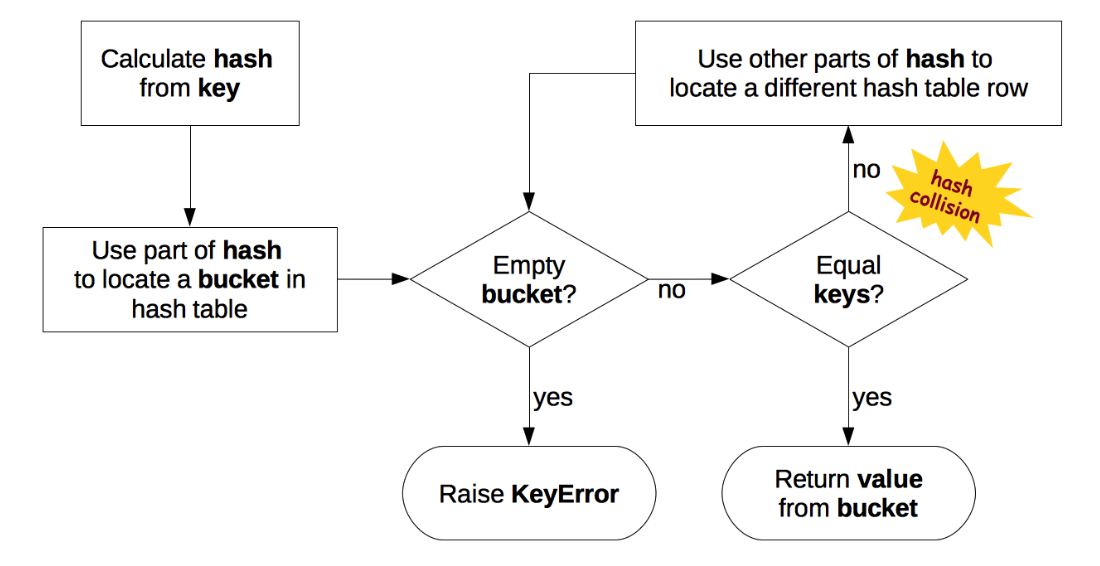 Calculate hash
from key
Use part of hash
to locate a bucket in
hash table
Empty
bucket?
no
yes
Raise KeyError
Equal
keys?
no
hash
collision
Use other parts of hash to
locate a different hash table row
yes
Return value
from bucket